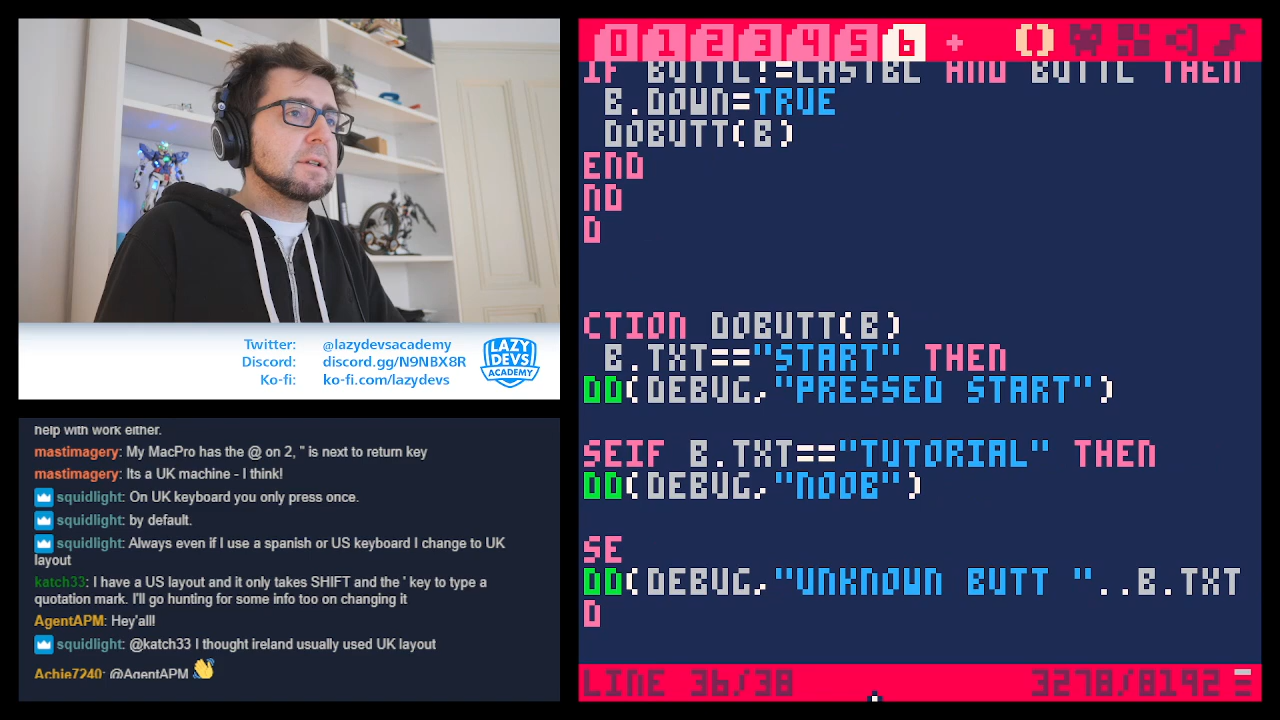 Twitter: @lazydevsacademy
Discord: discord.gg/N9NBX8R
Ko-fi: ko-fi.com/lazydevs
LAZY
DEVS
ACADEMY
help with work either.
mastimagery: My MacPro has the @ on 2, " is next to return key
mastimagery: Its a UK machine - I think!
squidlight: On UK keyboard you only press once.
squidlight: by default.
squidlight: Always even if I use a spanish or US keyboard I change to UK
layout
katch33: I have a US layout and it only takes SHIFT and the ' key to type a
quotation mark. I'll go hunting for some info too on changing it
AgentAPM: Hey'all!
squidlight: @katch33 I thought ireland usually used UK layout
Achie7240: @AgentAPM 👋
0 1 2 3 4 5 6 + ()
IF BUTTL!=LASTBL AND BUTTL THEN
B.DOWN=TRUE
DOBUTT(B)
END
ND
D
CTION DOBUTT(B)
B.TXT=="START" THEN
DD(DEBUG,"PRESSED START")
SEIF B.TXT=="TUTORIAL" THEN
DD(DEBUG,"NOOB")
SE
DD(DEBUG,"UNKNOWN BUTT "..B.TXT
D
LINE 36/38 3278/8192